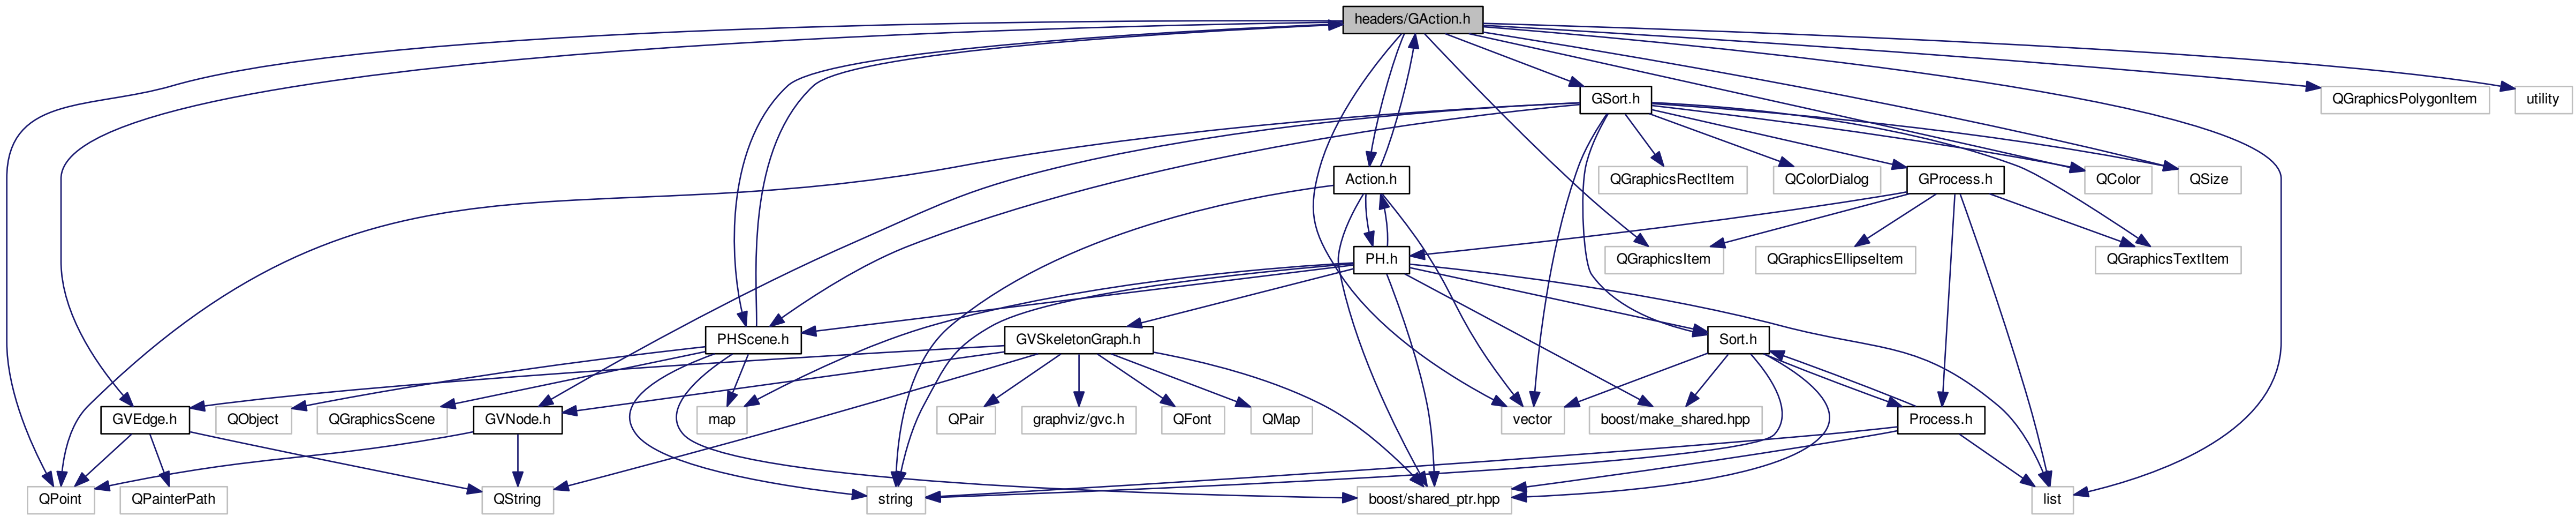 headers/GAction.h
GSort.h
QGraphicsPolygonItem
utility
Action.h
QGraphicsRectItem
QColorDialog
GProcess.h
QColor
QSize
PH.h
QGraphicsItem
QGraphicsEllipseItem
QGraphicsTextItem
PHScene.h
GVSkeletonGraph.h
Sort.h
GVEdge.h
QObject
QGraphicsScene
GVNode.h
map
QPair
graphviz/gvc.h
QFont
QMap
vector
boost/make_shared.hpp
Process.h
QPoint
QPainterPath
QString
string
boost/shared_ptr.hpp
list